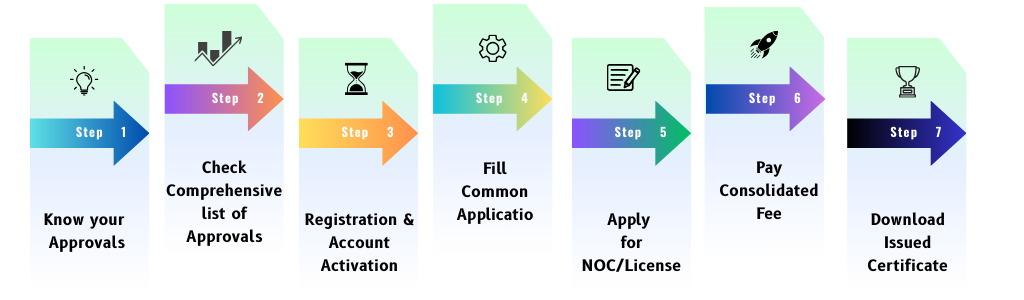 Step 1
Know your
Approvals
Step 2
Check
Comprehensive
list of
Approvals
Step 3
Registration &
Account
Activation
Step 4
Fill
Common
Applicatio
Step 5
Apply
for
NOC/License
Step 6
Pay
Consolidated
Fee
Step 7
Download
Issued
Certificate